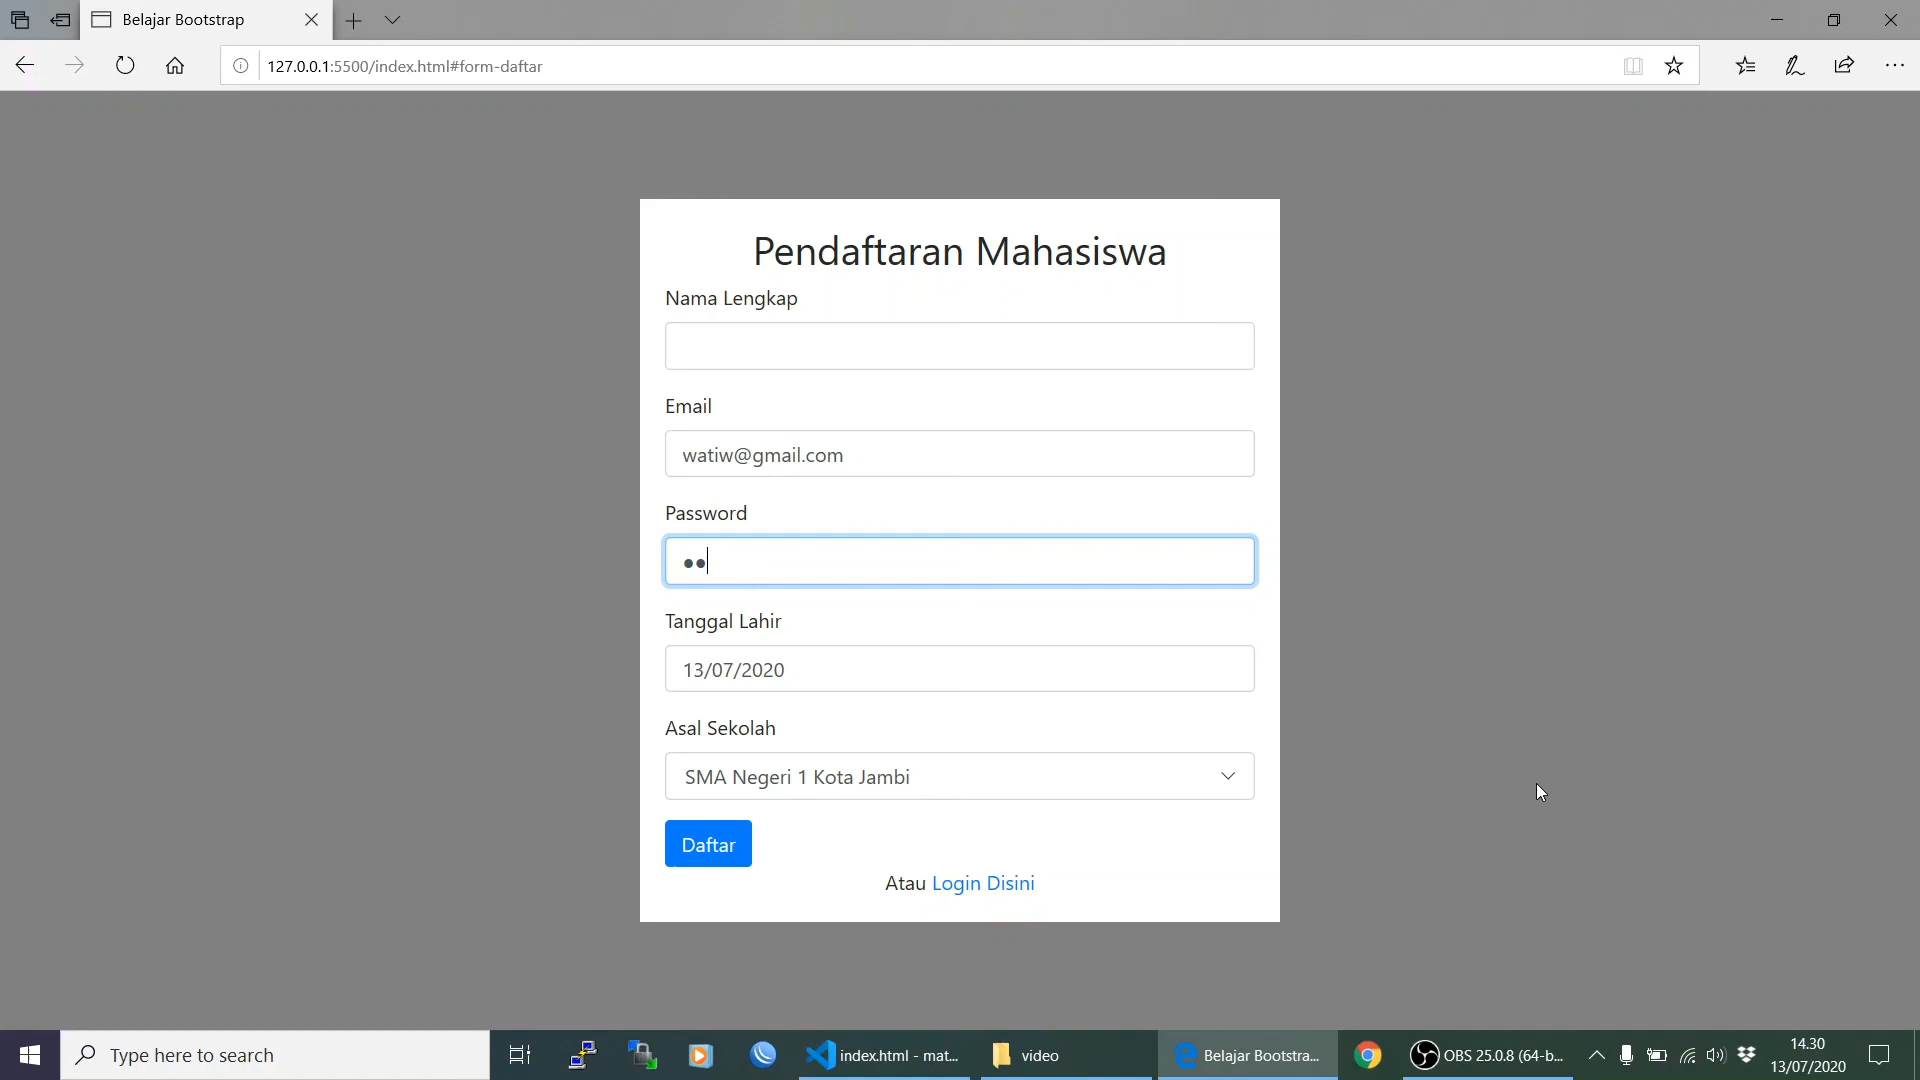 Belajar Bootstrap
127.0.0.1:5500/index.html#form-daftar
Pendaftaran Mahasiswa
Nama Lengkap
Email
watiw@gmail.com
Password
Tanggal Lahir
13/07/2020
Asal Sekolah
SMA Negeri 1 Kota Jambi
Daftar
Atau Login Disini
Type here to search
index.html - mat...
video
Belajar Bootstra...
OBS 25.0.8 (64-b...
14.30
13/07/2020